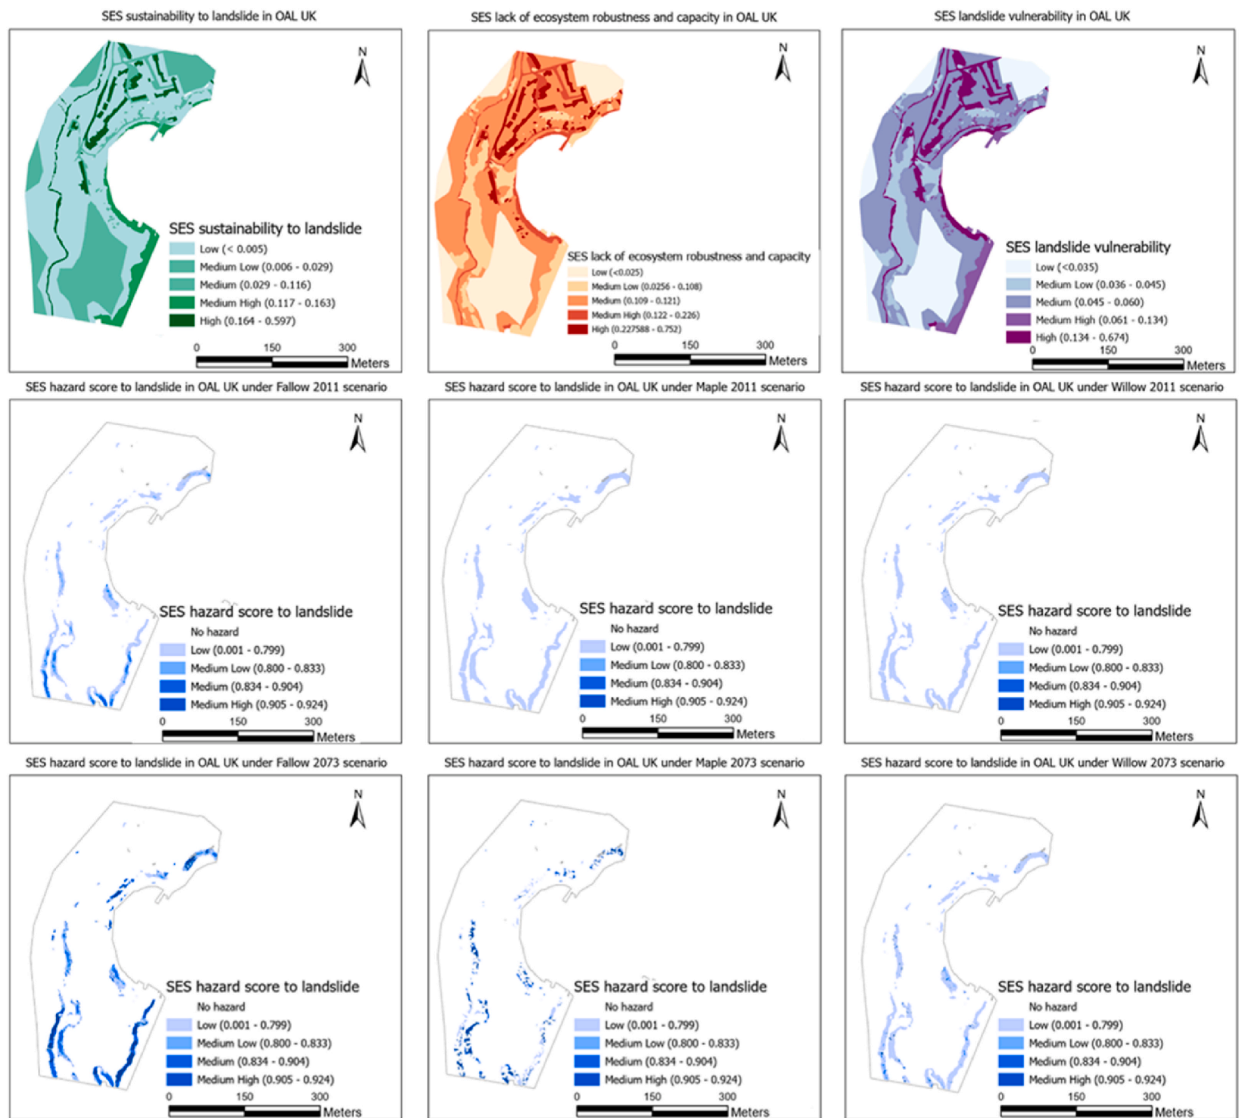 SES sustainability to landslide in OAL UK
N
SES sustainability to landslide
Low (< 0.005)
Medium Low (0.006 - 0.029)
Medium (0.029 - 0.116)
Medium High (0.117 - 0.163)
High (0.164 - 0.597)
0 150 300
Meters
SES lack of ecosystem robustness and capacity in OAL UK
N
SES lack of ecosystem robustness and capacity
Low (<0.025)
Medium Low (0.0256 - 0.108)
Medium (0.109 - 0.121)
Medium High (0.122 - 0.226)
High (0.227588 - 0.752)
0 150 300
Meters
SES landslide vulnerability in OAL UK
N
SES landslide vulnerability
Low (<0.035)
Medium Low (0.036 - 0.045)
Medium (0.045 - 0.060)
Medium High (0.061 - 0.134)
High (0.134 - 0.674)
0 150 300
Meters
SES hazard score to landslide in OAL UK under Fallow 2011 scenario
N
SES hazard score to landslide
No hazard
Low (0.001 - 0.799)
Medium Low (0.800 - 0.833)
Medium (0.834 - 0.904)
Medium High (0.905 - 0.924)
0 150 300
Meters
SES hazard score to landslide in OAL UK under Maple 2011 scenario
N
SES hazard score to landslide
No hazard
Low (0.001 - 0.799)
Medium Low (0.800 - 0.833)
Medium (0.834 - 0.904)
Medium High (0.905 - 0.924)
0 150 300
Meters
SES hazard score to landslide in OAL UK under Willow 2011 scenario
N
SES hazard score to landslide
No hazard
Low (0.001 - 0.799)
Medium Low (0.800 - 0.833)
Medium (0.834 - 0.904)
Medium High (0.905 - 0.924)
0 150 300
Meters
SES hazard score to landslide in OAL UK under Fallow 2073 scenario
N
SES hazard score to landslide
No hazard
Low (0.001 - 0.799)
Medium Low (0.800 - 0.833)
Medium (0.834 - 0.904)
Medium High (0.905 - 0.924)
0 150 300
Meters
SES hazard score to landslide in OAL UK under Maple 2073 scenario
N
SES hazard score to landslide
No hazard
Low (0.001 - 0.799)
Medium Low (0.800 - 0.833)
Medium (0.834 - 0.904)
Medium High (0.905 - 0.924)
0 150 300
Meters
SES hazard score to landslide in OAL UK under Willow 2073 scenario
N
SES hazard score to landslide
No hazard
Low (0.001 - 0.799)
Medium Low (0.800 - 0.833)
Medium (0.834 - 0.904)
Medium High (0.905 - 0.924)
0 150 300
Meters